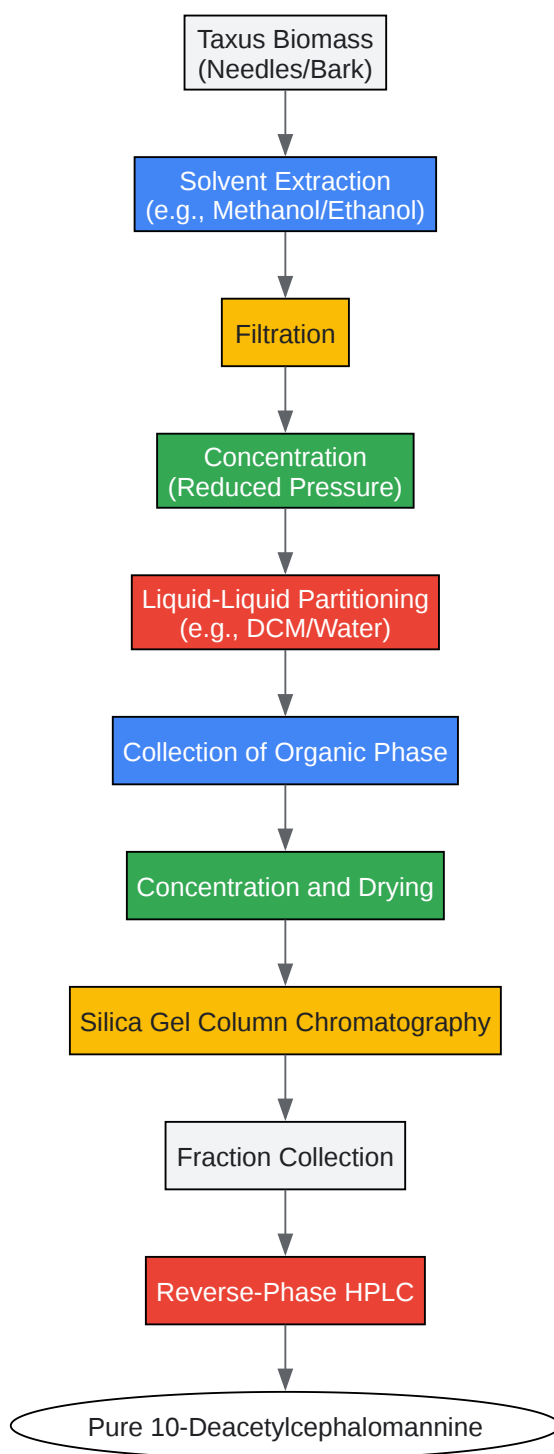 Taxus Biomass
(Needles/Bark)
Solvent Extraction
(e.g., Methanol/Ethanol)
Filtration
Concentration
(Reduced Pressure)
Liquid-Liquid Partitioning
(e.g., DCM/Water)
Collection of Organic Phase
Concentration and Drying
Silica Gel Column Chromatography
Fraction Collection
Reverse-Phase HPLC
Pure 10-Deacetylcephalomannine